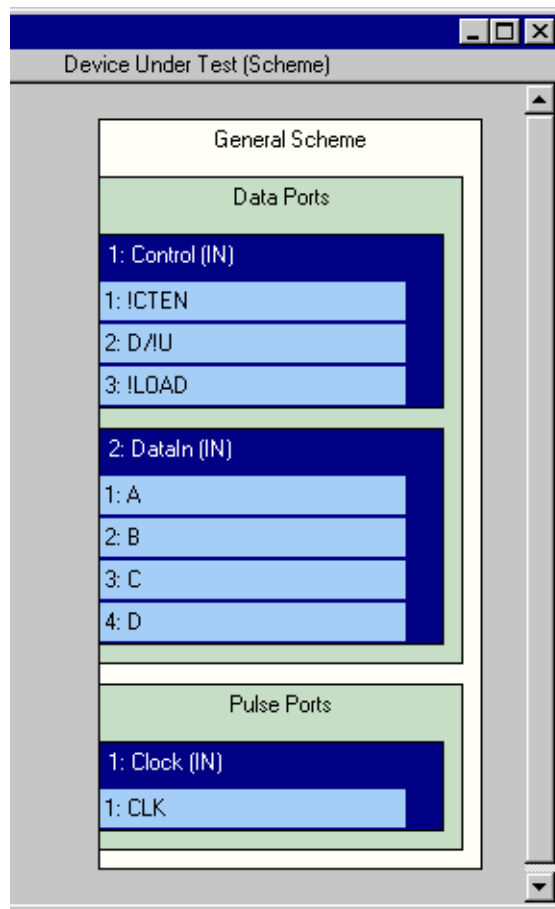 Device Under Test (Scheme)
General Scheme
Data Ports
1: Control (IN)
1: !CTEN
2: D/!U
3: !LOAD
2: DataIn (IN)
1: A
2: B
3: C
4: D
Pulse Ports
1: Clock (IN)
1: CLK